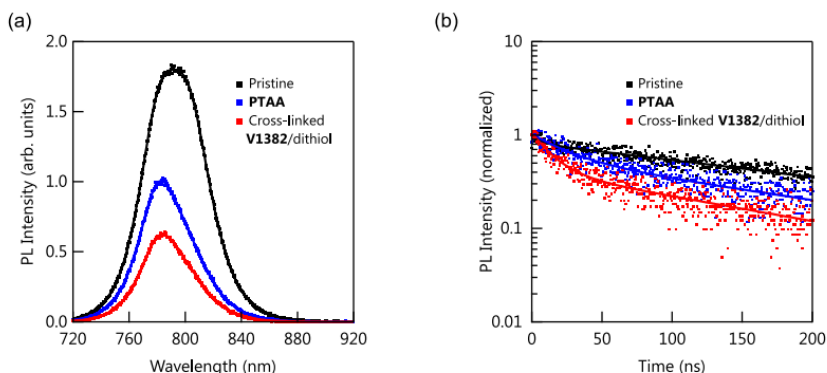 (a)
PL Intensity (arb. units)
2.0
1.5
1.0
0.5
0.0
720 760 800 840 880 920
Wavelength (nm)
Pristine
PTAA
Cross-linked
V1382/dithiol
(b)
PL Intensity (normalized)
10
1
0.1
0.01
0 50 100 150 200
Time (ns)
Pristine
PTAA
Cross-linked V1382/dithiol